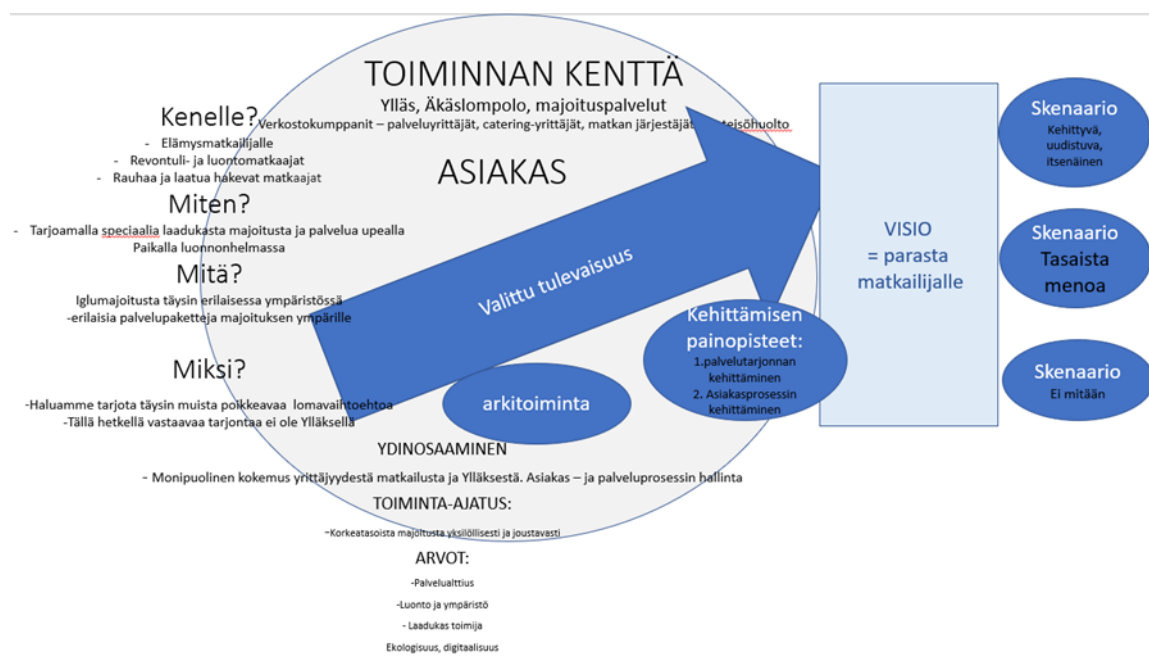 TOIMINNAN KENTTÄ
Ylläs, Äkäslompolo, majoituspalvelut
Verkostokumppanit – palveluyrittäjät, catering-yrittäjät, matkan järjestäjät
ASIAKAS
Kenelle?
- Elämysmatkailijalle
- Revontuli- ja luontomatkaajat
- Rauhaa ja laatua hakevat matkaajat
Miten?
- Tarjoamalla speciaalia laadukasta majoitusta ja palvelua upealla
Paikalla luonnonhelmassa
Mitä?
Iglumajoitusta täysin erilaisessa ympäristössä
-erilaisia palvelupaketteja majoituksen ympärille
Miksi?
-Haluamme tarjota täysin muista poikkeavaa lomavaihtoehtoa
-Tällä hetkellä vastaavaa tarjontaa ei ole Ylläksellä
Valittu tulevaisuus
arkitoiminta
Kehittämisen
painopisteet:
1.palvelutarjonnan
kehittäminen
2. Asiakasprosessin
kehittäminen
VISIO
= parasta
matkailijalle
Skenaario
Kehittyvä,
uudistuva,
itsenäinen
Skenaario
Tasaista
menoa
Skenaario
Ei mitään
YDINOSAAMINEN
- Monipuolinen kokemus yrittäjyydestä matkailusta ja Ylläksestä. Asiakas – ja palveluprosessin hallinta
TOIMINTA-AJATUS:
-Korkeatasoista majoitusta yksilöllisesti ja joustavasti
ARVOT:
-Palvelualttius
-Luonto ja ympäristö
- Laadukas toimija
Ekologisuus, digitaalisuus